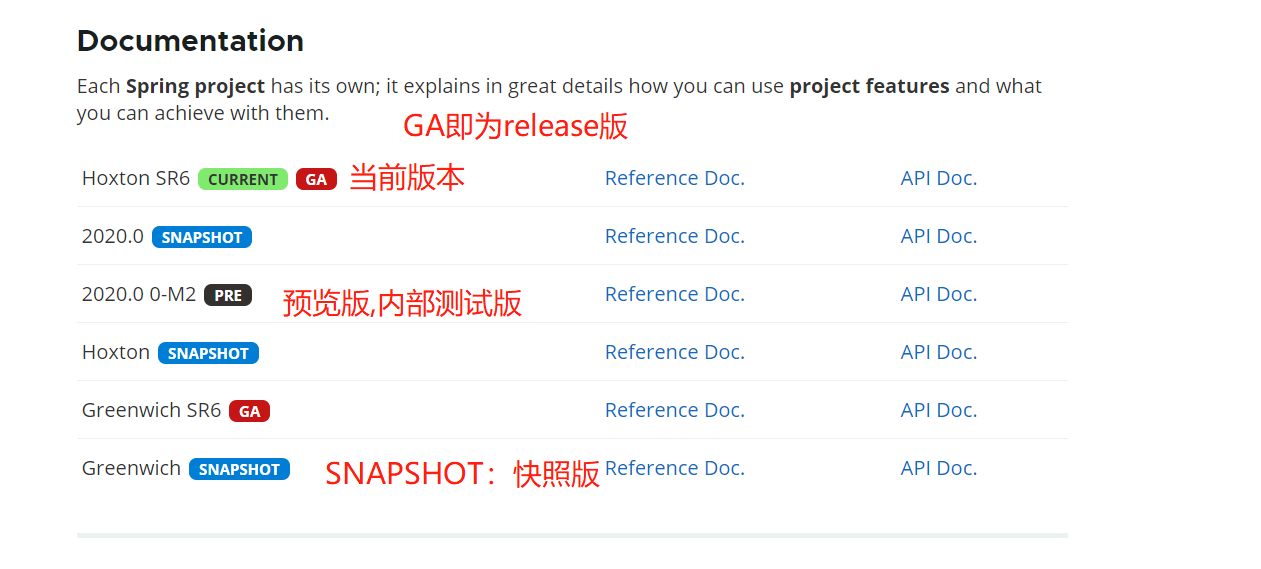 Documentation
Each Spring project has its own; it explains in great details how you can use project features and what
you can achieve with them.
GA即为release版
Hoxton SR6 CURRENT GA 当前版本 Reference Doc. API Doc.
2020.0 SNAPSHOT Reference Doc. API Doc.
2020.0 0-M2 PRE 预览版,内部测试版 Reference Doc. API Doc.
Hoxton SNAPSHOT Reference Doc. API Doc.
Greenwich SR6 GA Reference Doc. API Doc.
Greenwich SNAPSHOT SNAPSHOT：快照版 Reference Doc. API Doc.